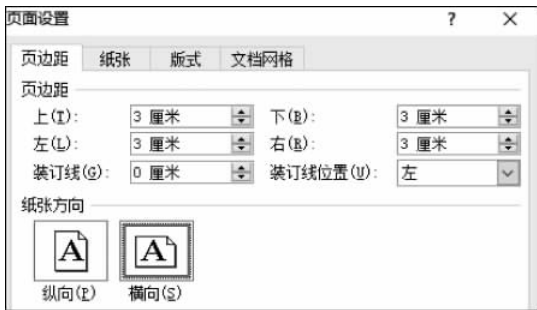 页面设置 ? ×
页边距 纸张 版式 文档网格
页边距
上(T): 3 厘米 下(B): 3 厘米
左(L): 3 厘米 右(R): 3 厘米
装订线(G): 0 厘米 装订线位置(U): 左
纸张方向
A A
纵向(P) 横向(S)